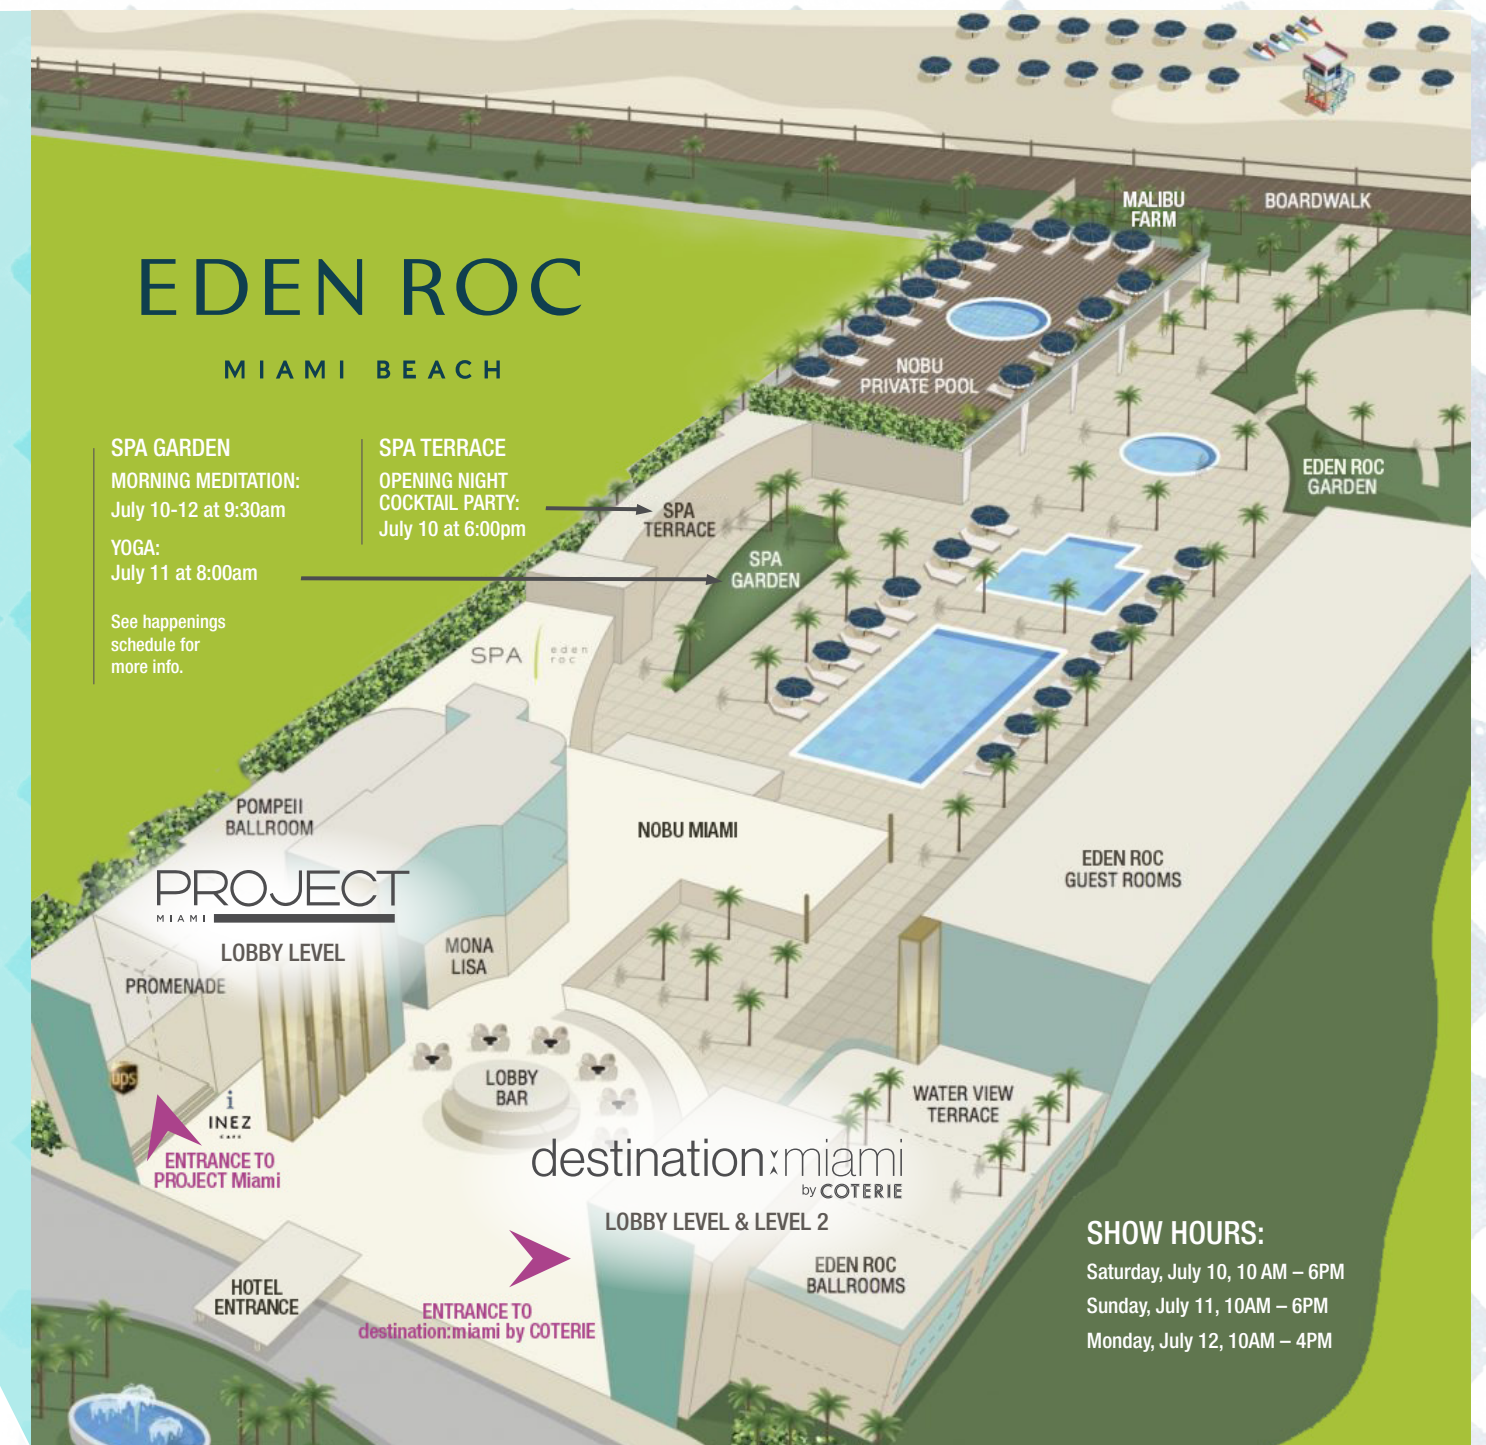 MALIBU
FARM
BOARDWALK
EDEN ROC
MIAMI BEACH
NOBU
PRIVATE POOL
SPA GARDEN
MORNING MEDITATION:
July 10-12 at 9:30am
YOGA:
July 11 at 8:00am
See happenings
schedule for
more info.
SPA TERRACE
OPENING NIGHT
COCKTAIL PARTY:
July 10 at 6:00pm
SPA
TERRACE
SPA
GARDEN
EDEN ROC
GARDEN
SPA
eden
roc
POMPEII
BALLROOM
NOBU MIAMI
EDEN ROC
GUEST ROOMS
PROJECT
MIAMI
LOBBY LEVEL
MONA
LISA
PROMENADE
ups
i
INEZ
CAFE
LOBBY
BAR
WATER VIEW
TERRACE
ENTRANCE TO
PROJECT Miami
destination:miami
by COTERIE
LOBBY LEVEL & LEVEL 2
EDEN ROC
BALLROOMS
HOTEL
ENTRANCE
ENTRANCE TO
destination:miami by COTERIE
SHOW HOURS:
Saturday, July 10, 10 AM – 6PM
Sunday, July 11, 10AM – 6PM
Monday, July 12, 10AM – 4PM